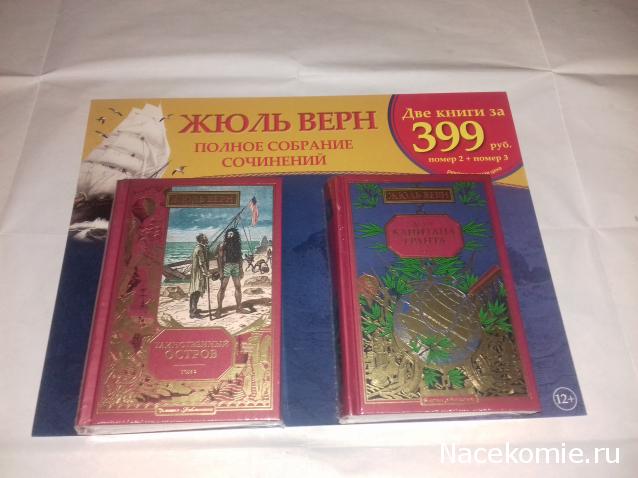 ЖЮЛЬ ВЕРН
ПОЛНОЕ СОБРАНИЕ
СОЧИНЕНИЙ
Две книги за
399 руб.
номер 2 + номер 3
ЖЮЛЬ ВЕРН
ТАИНСТВЕННЫЙ
ОСТРОВ
ЖЮЛЬ ВЕРН
КАПИТАНА
ГРАНТА
12+
Nacekomie.ru